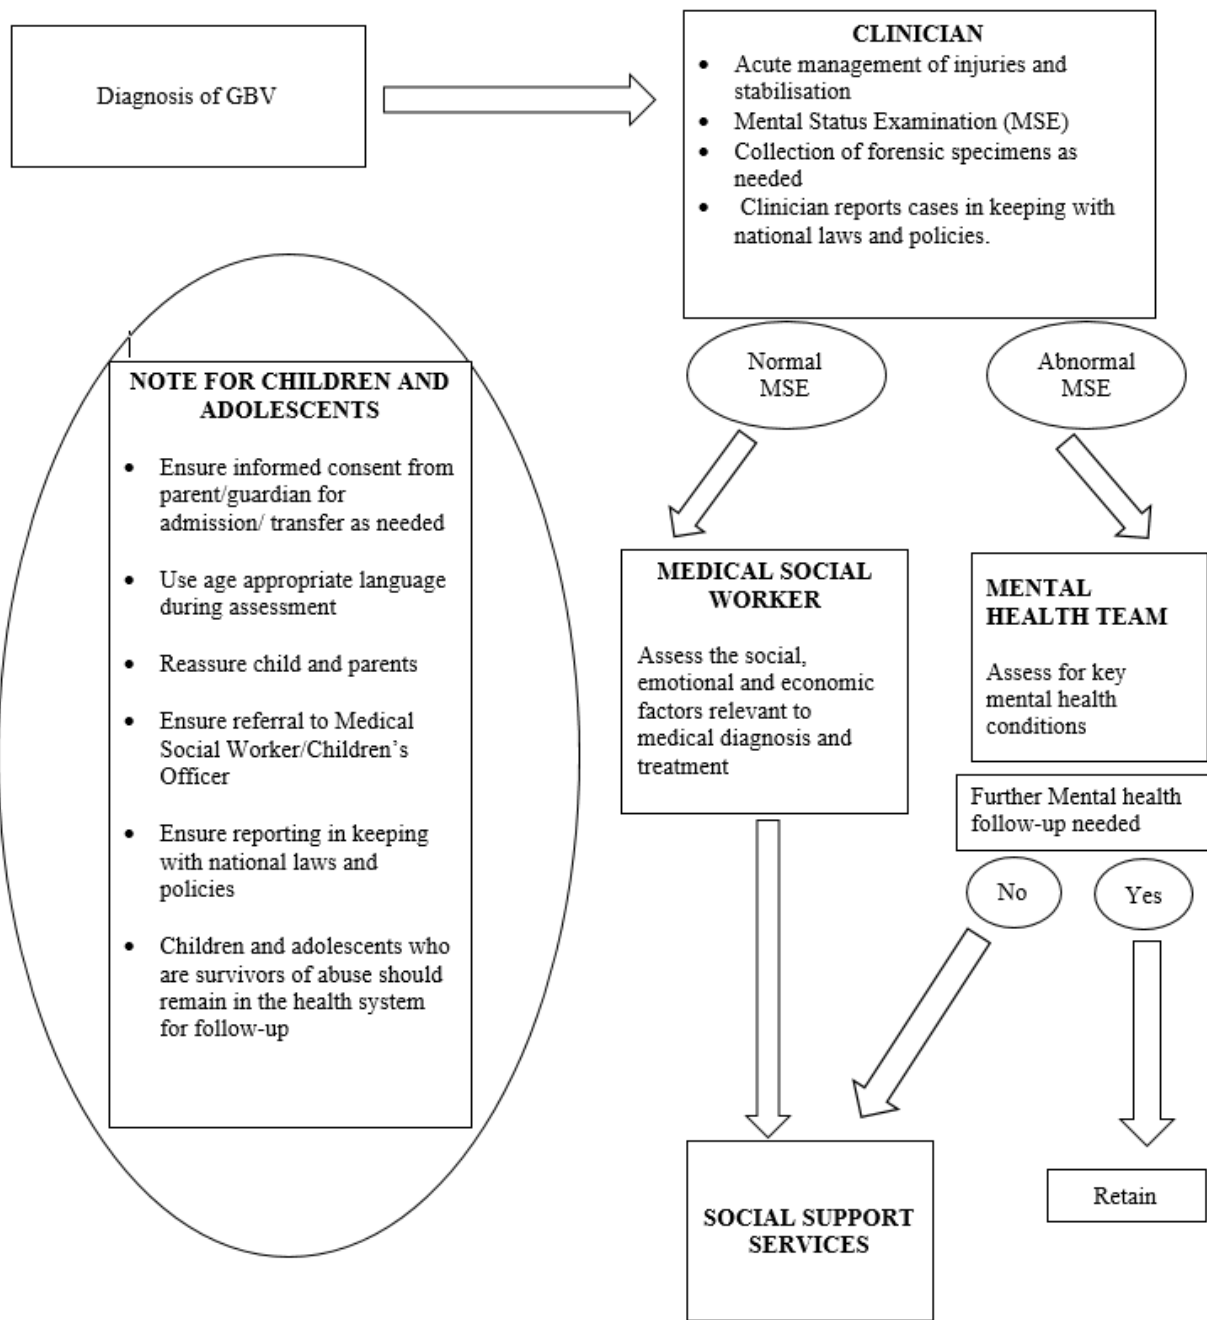 Diagnosis of GBV
CLINICIAN
• Acute management of injuries and
stabilisation
• Mental Status Examination (MSE)
• Collection of forensic specimens as
needed
• Clinician reports cases in keeping with
national laws and policies.
Normal
MSE
Abnormal
MSE
NOTE FOR CHILDREN AND
ADOLESCENTS
• Ensure informed consent from
parent/guardian for
admission/ transfer as needed
• Use age appropriate language
during assessment
• Reassure child and parents
• Ensure referral to Medical
Social Worker/Children’s
Officer
• Ensure reporting in keeping
with national laws and
policies
• Children and adolescents who
are survivors of abuse should
remain in the health system
for follow-up
MEDICAL SOCIAL
WORKER
Assess the social,
emotional and economic
factors relevant to
medical diagnosis and
treatment
MENTAL
HEALTH TEAM
Assess for key
mental health
conditions
Further Mental health
follow-up needed
No
Yes
SOCIAL SUPPORT
SERVICES
Retain